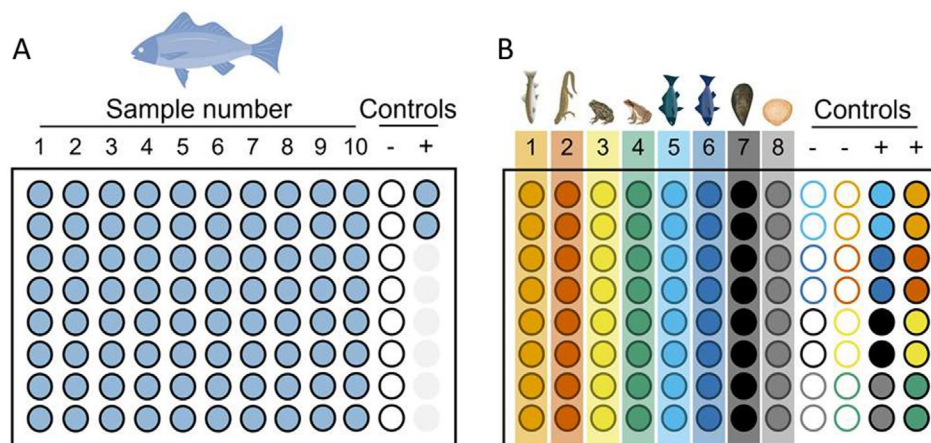 A
Sample number Controls
1 2 3 4 5 6 7 8 9 10 - +
B
Controls
1 2 3 4 5 6 7 8 - - + +